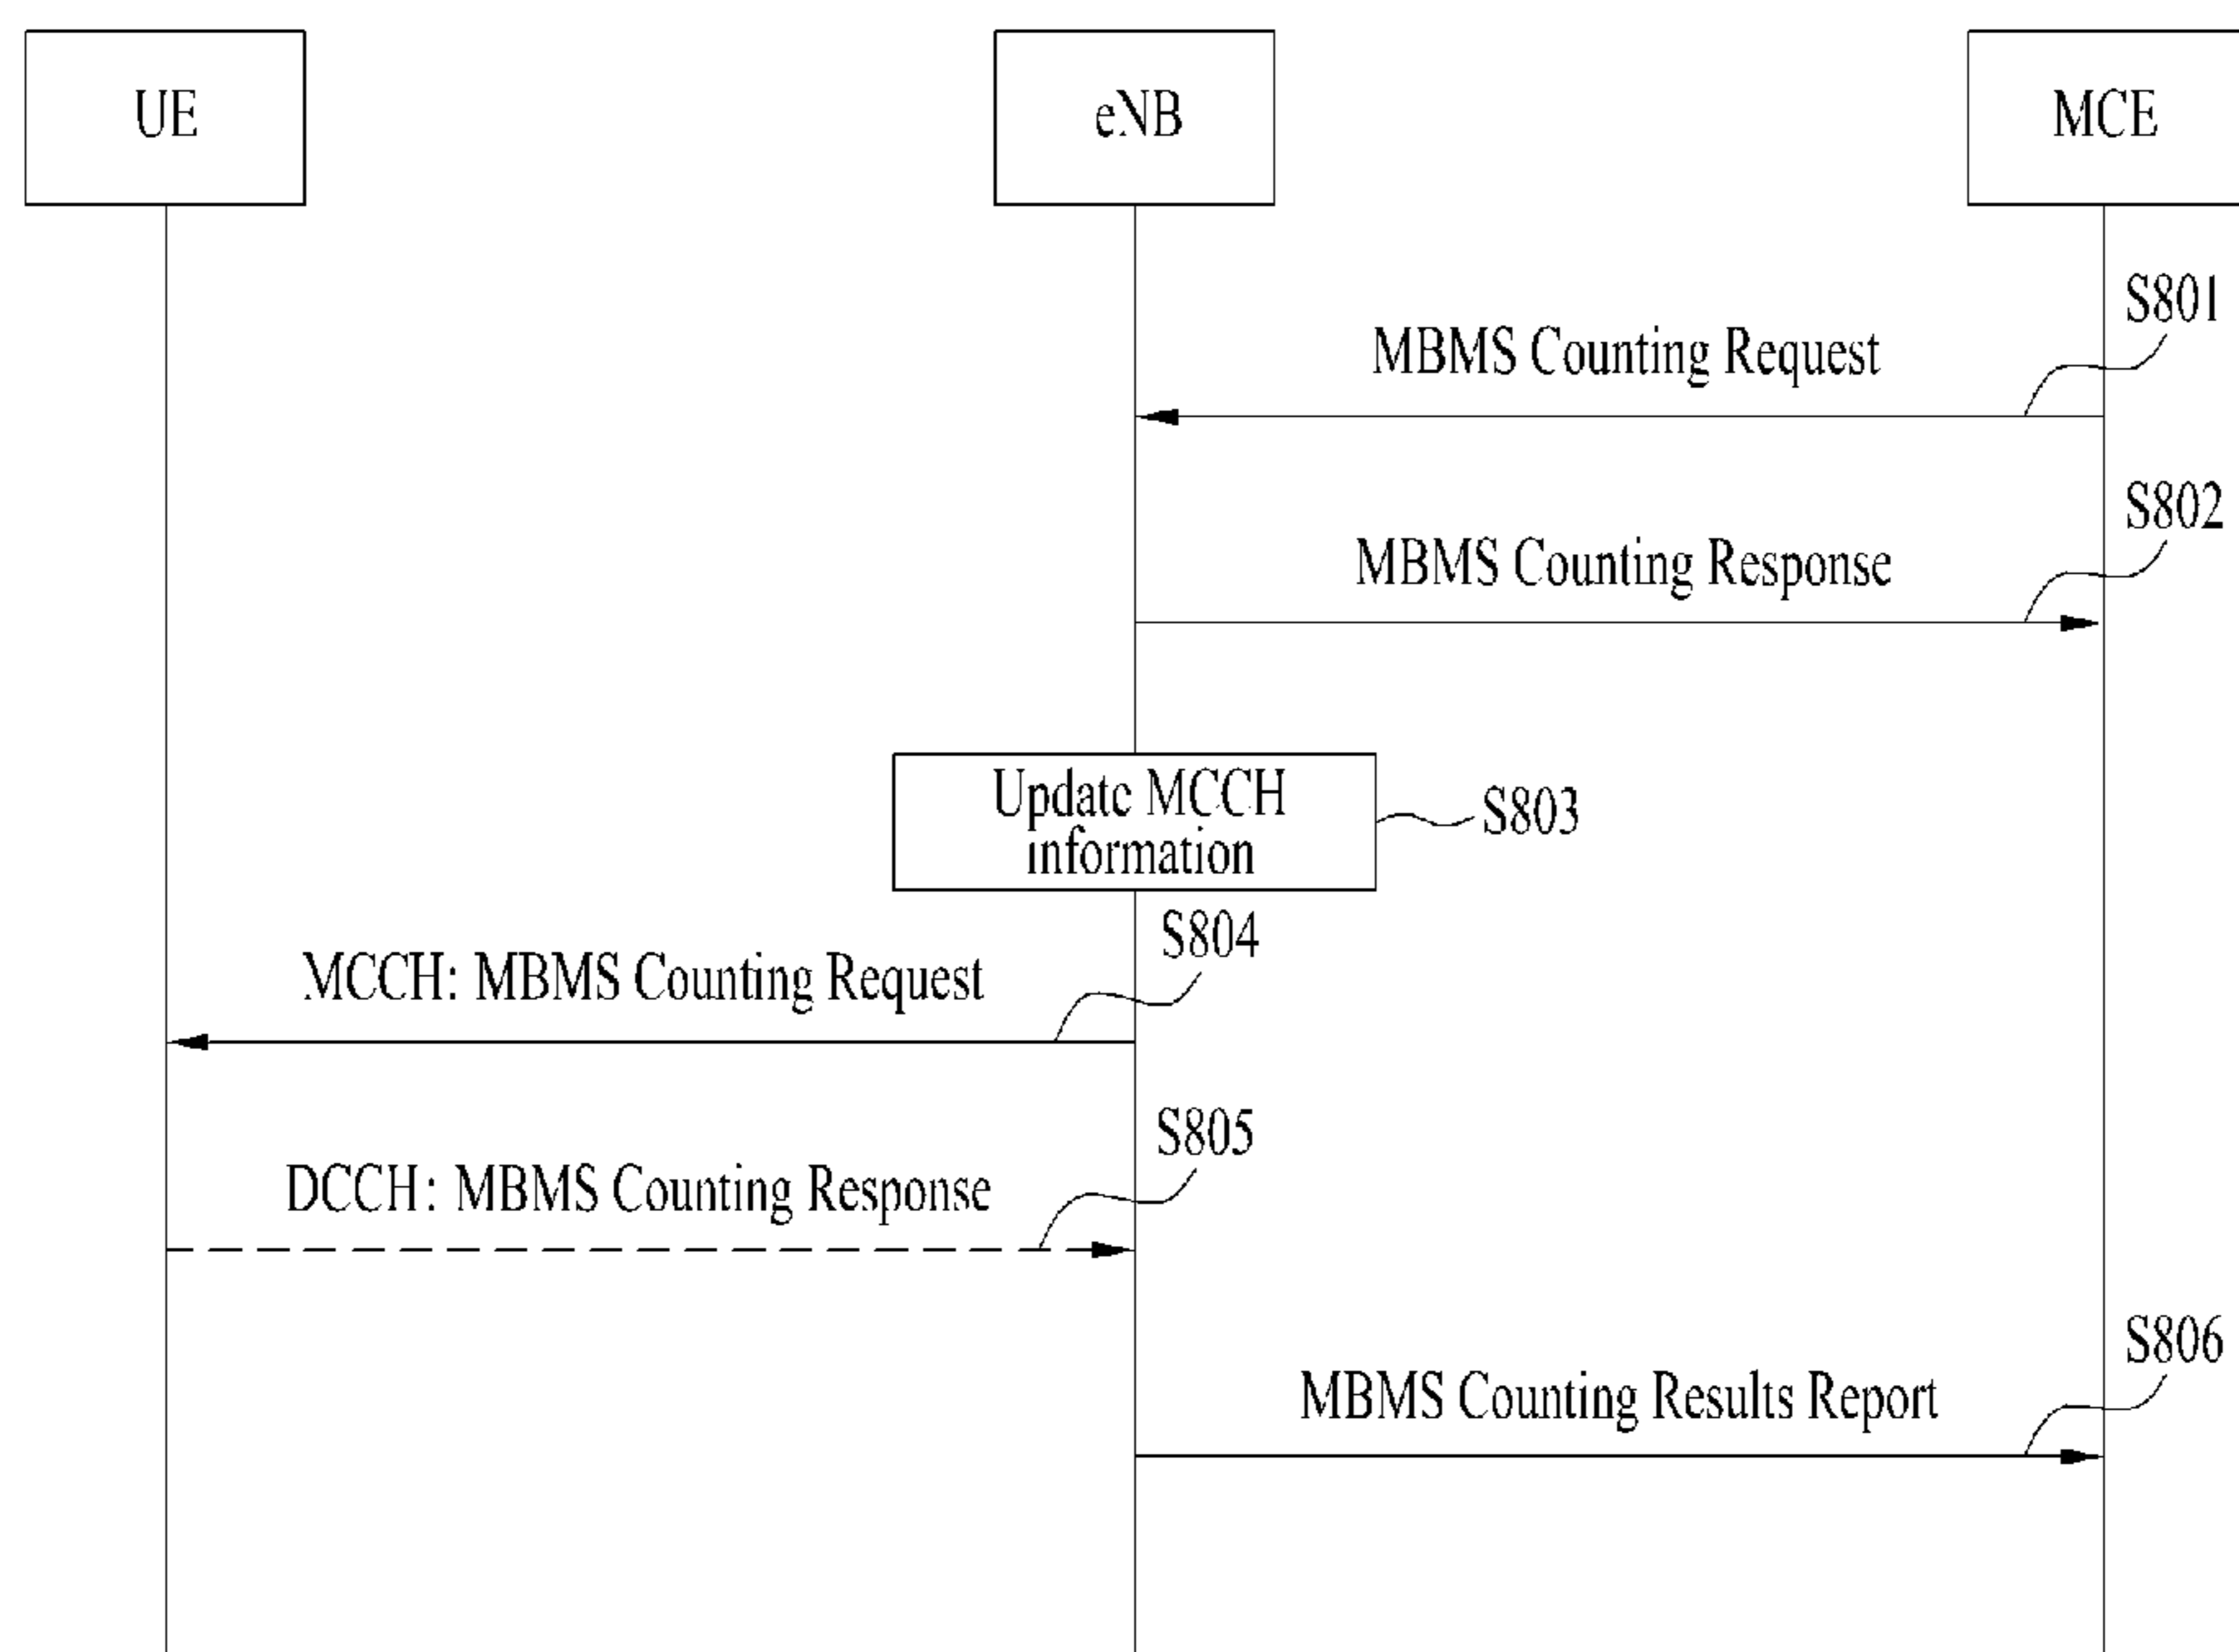 UE
eNB
MCE
S801
MBMS Counting Request
S802
MBMS Counting Response
Update MCCH
information
S803
S804
MCCH: MBMS Counting Request
S805
DCCH: MBMS Counting Response
S806
MBMS Counting Results Report